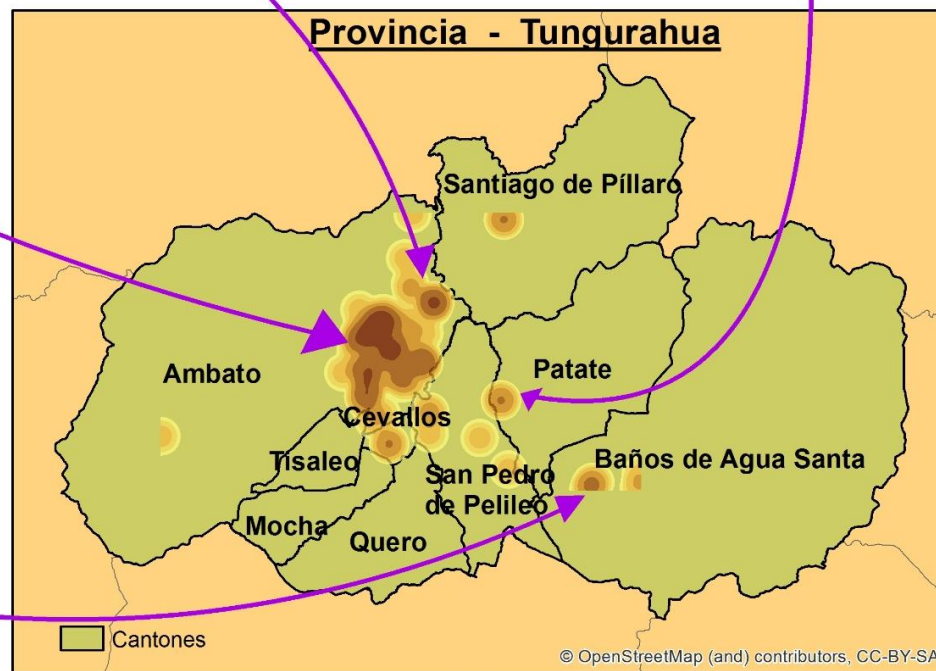 Provincia - Tungurahua
Santiago de Píllaro
Ambato
Patate
Cevallos
Tisaleo
Baños de Agua Santa
San Pedro
de Pelileo
Mocha
Quero
Cantones
© OpenStreetMap (and) contributors, CC-BY-SA